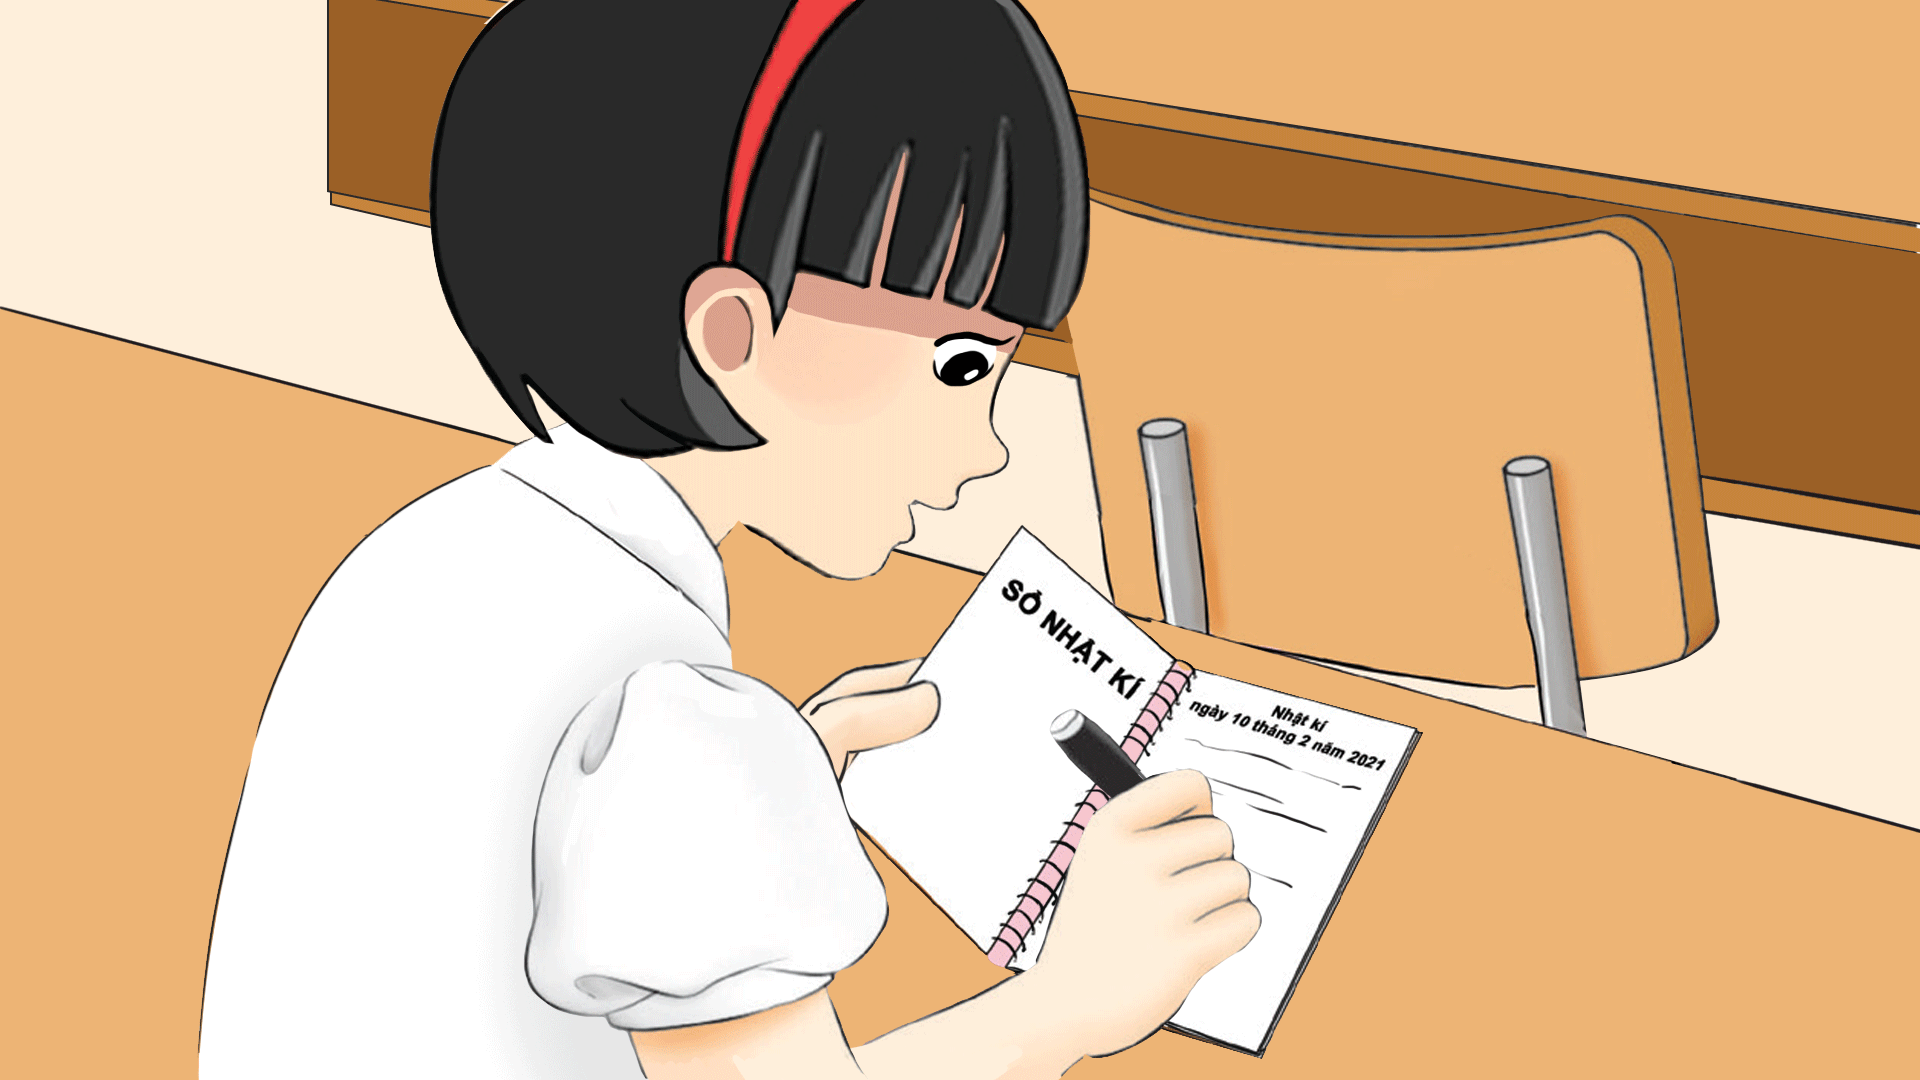 SỔ NHẬT KÍ
Nhật kí
ngày 10 tháng 2 năm 2021